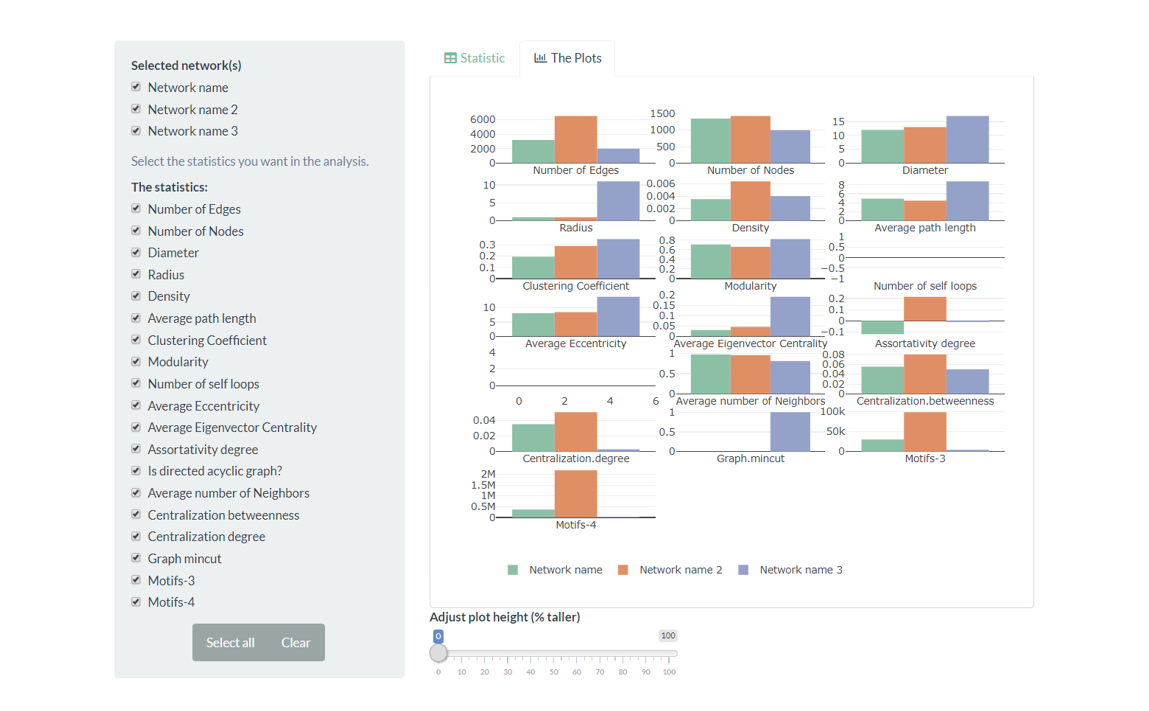 Selected network(s)
Network name
Network name 2
Network name 3
Select the statistics you want in the analysis.
The statistics:
Number of Edges
Number of Nodes
Diameter
Radius
Density
Average path length
Clustering Coefficient
Modularity
Number of self loops
Average Eccentricity
Average Eigenvector Centrality
Assortativity degree
Is directed acyclic graph?
Average number of Neighbors
Centralization betweenness
Centralization degree
Graph mincut
Motifs-3
Motifs-4
Select all Clear
Statistic The Plots
6000
4000
2000
0
Number of Edges
1500
1000
500
0
Number of Nodes
15
10
5
0
Diameter
10
5
0
Radius
0.006
0.004
0.002
0
Density
8
6
4
2
0
Average path length
0.3
0.2
0.1
0
Clustering Coefficient
0.8
0.6
0.4
0.2
0
Modularity
1
0.5
0
−0.5
−1
Number of self loops
10
5
0
Average Eccentricity
0.2
0.15
0.1
0.05
0
Average Eigenvector Centrality
0.2
0.1
0
−0.1
Assortativity degree
4
2
0
0 2 4 6
1
0.5
0
Average number of Neighbors
0.08
0.06
0.04
0.02
0
Centralization.betweenness
0.04
0.02
0
Centralization.degree
1
0.5
0
Graph.mincut
100k
50k
0
Motifs-3
2M
1.5M
1M
0.5M
0
Motifs-4
Network name Network name 2 Network name 3
Adjust plot height (% taller)
0 100
0 10 20 30 40 50 60 70 80 90 100